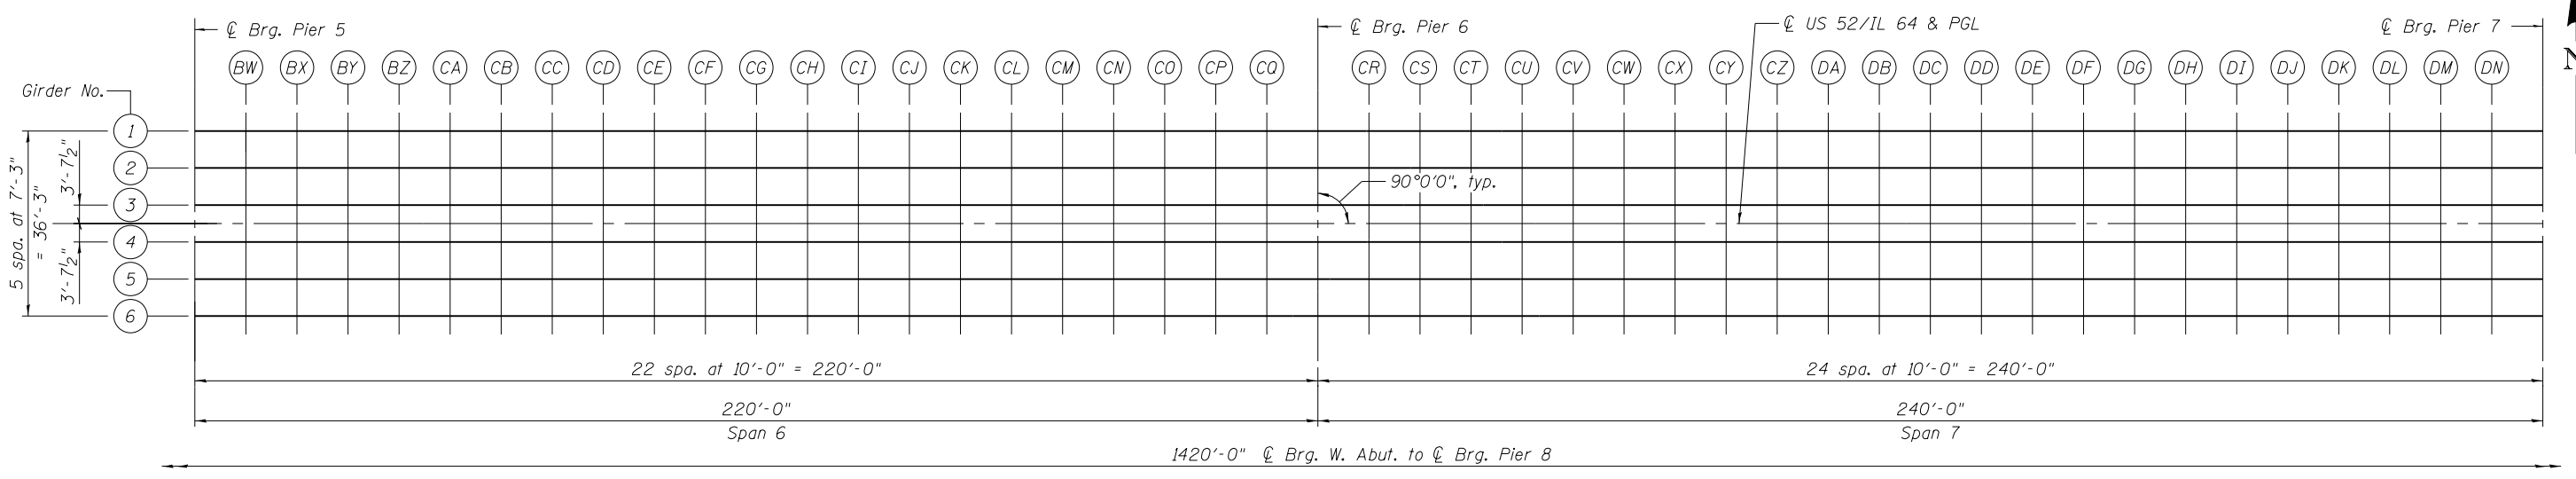 ℄ Brg. Pier 5
℄ Brg. Pier 6
℄ US 52/IL 64 & PGL
℄ Brg. Pier 7
N
BW BX BY BZ CA CB CC CD CE CF CG CH CI CJ CK CL CM CN CO CP CQ CR CS CT CU CV CW CX CY CZ DA DB DC DD DE DF DG DH DI DJ DK DL DM DN
Girder No.
1
2
3
4
5
6
5 spa. at 7'-3"
= 36'-3"
3'-7½"
3'-7½"
90°0'0", typ.
22 spa. at 10'-0" = 220'-0"
24 spa. at 10'-0" = 240'-0"
220'-0"
240'-0"
Span 6
Span 7
1420'-0" ℄ Brg. W. Abut. to ℄ Brg. Pier 8